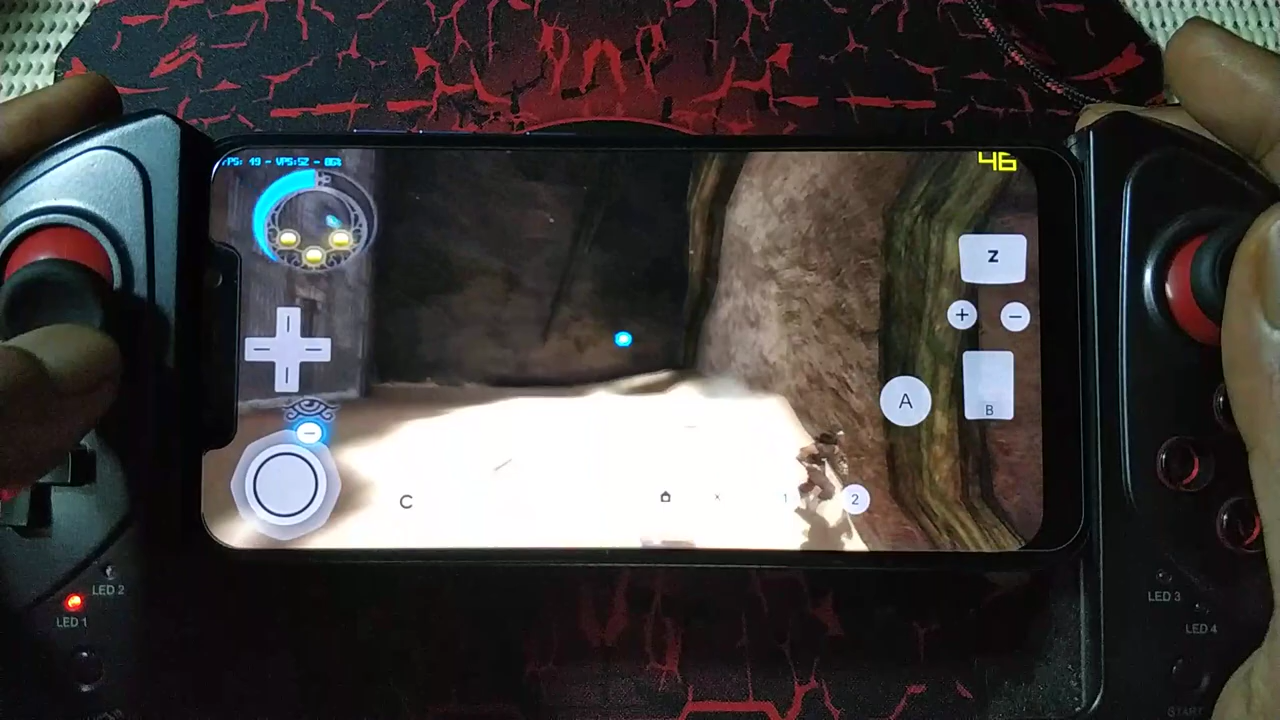 FPS: 49 - VPS:52 - 86%
46
Z
+
-
A
B
C
1
2
LED 2
LED 1
LED 3
LED 4
START